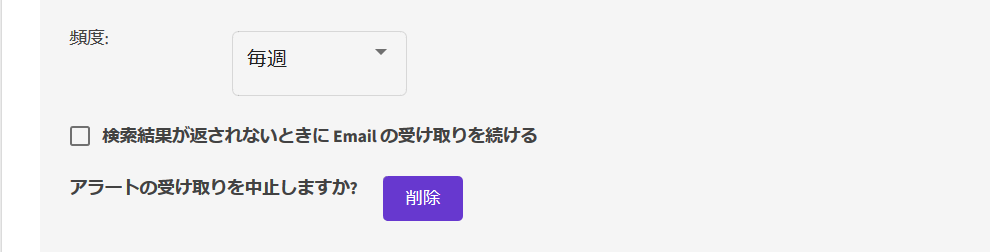 頻度:
毎週
検索結果が返されないときに Email の受け取りを続ける
アラートの受け取りを中止しますか? 削除